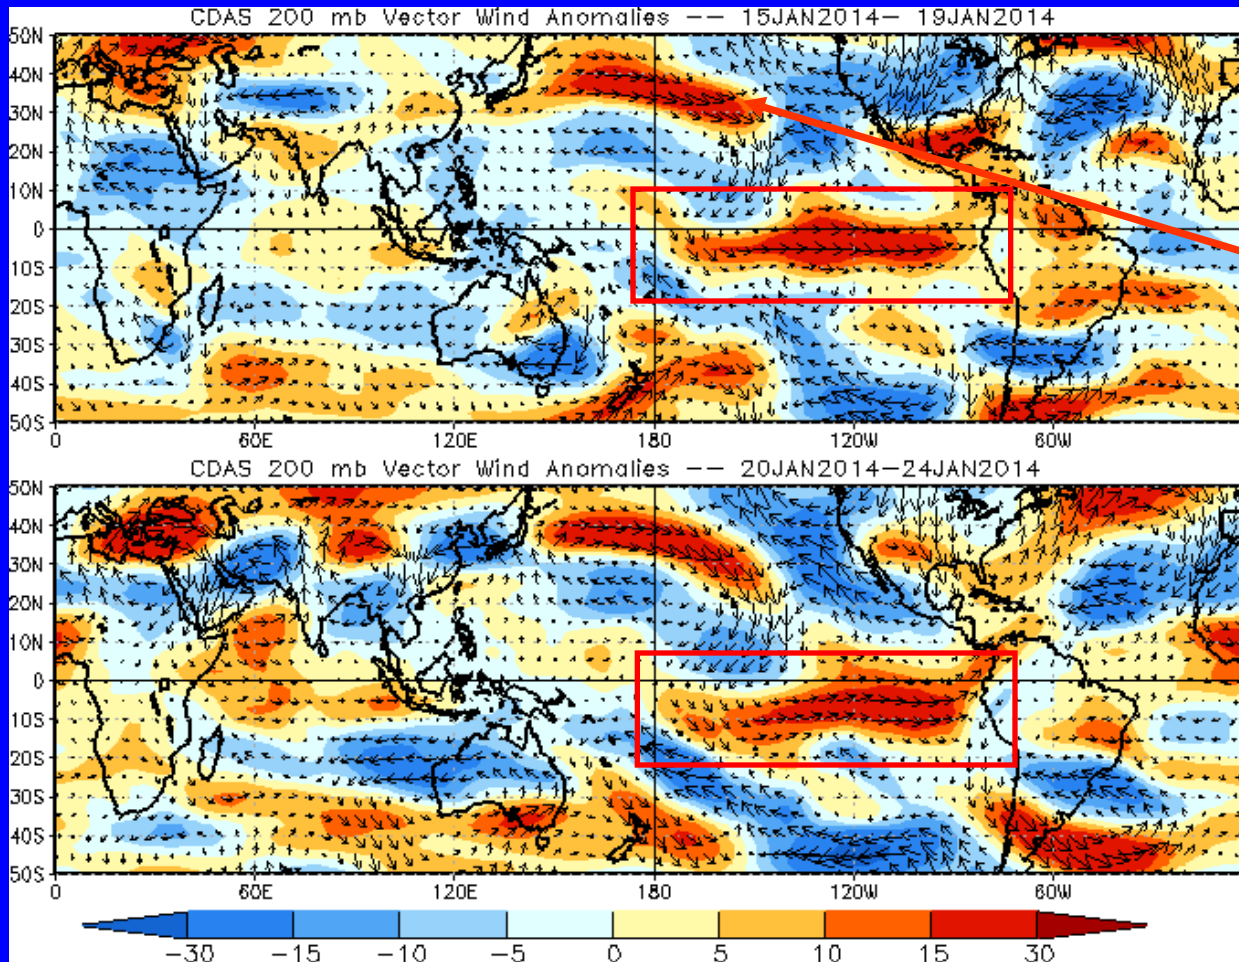 CDAS 200 mb Vector Wind Anomalies -- 15JAN2014- 19JAN2014
50N
40N
30N
20N
10N
0
10S
20S
30S
40S
50S
0 60E 120E 180 120W 60W
CDAS 200 mb Vector Wind Anomalies -- 20JAN2014-24JAN2014
50N
40N
30N
20N
10N
0
10S
20S
30S
40S
50S
0 60E 120E 180 120W 60W
-30 -15 -10 -5 0 5 10 15 30